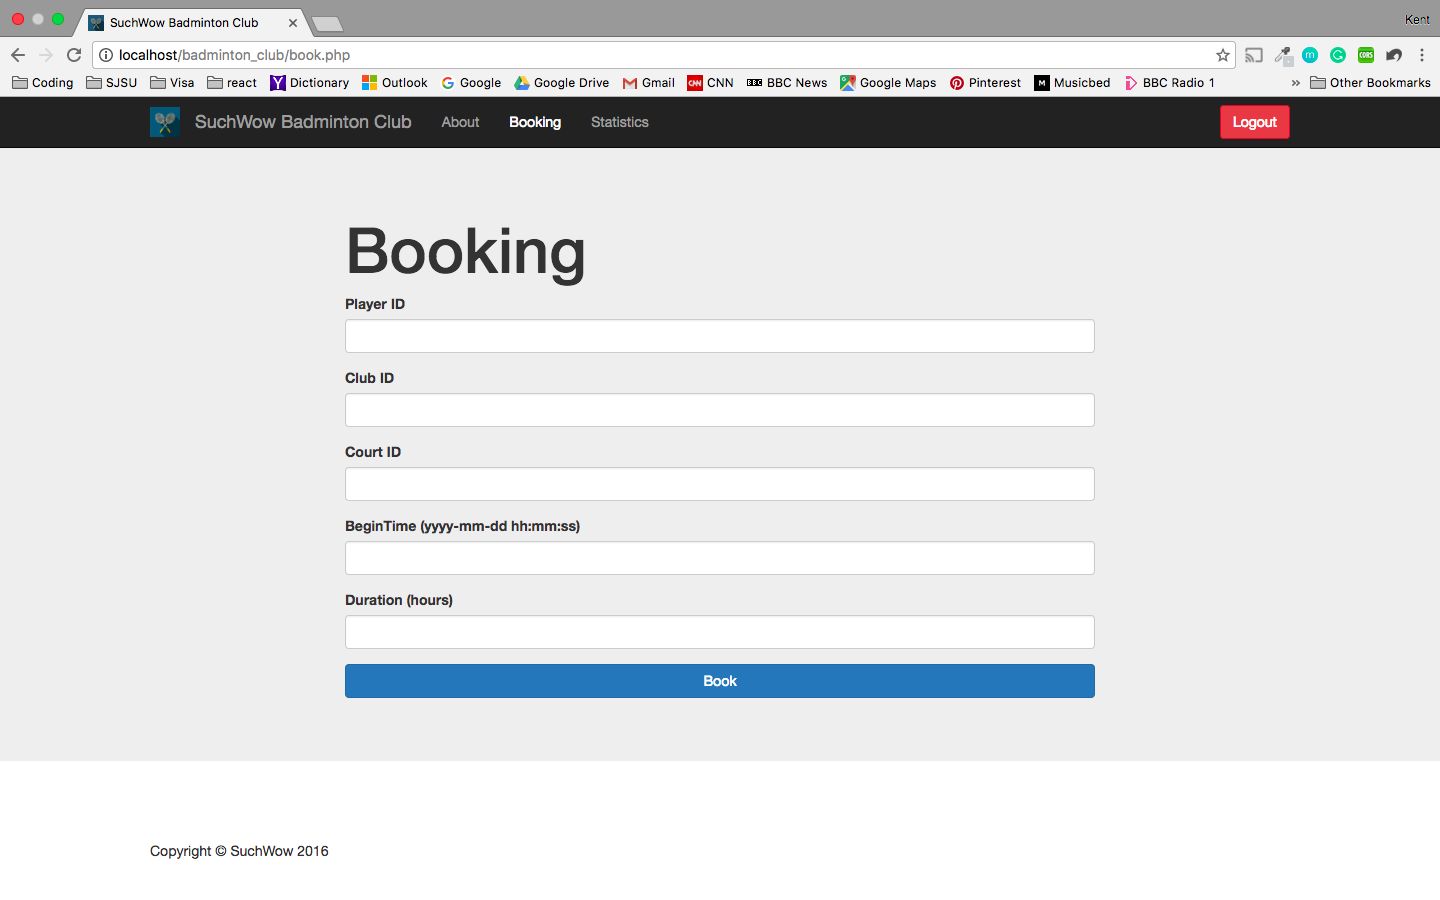 SuchWow Badminton Club
Kent
localhost/badminton_club/book.php
Coding SJSU Visa react Dictionary Outlook Google Google Drive Gmail CNN BBC News Google Maps Pinterest Musicbed BBC Radio 1 » Other Bookmarks
SuchWow Badminton Club About Booking Statistics Logout
Booking
Player ID
Club ID
Court ID
BeginTime (yyyy-mm-dd hh:mm:ss)
Duration (hours)
Book
Copyright © SuchWow 2016